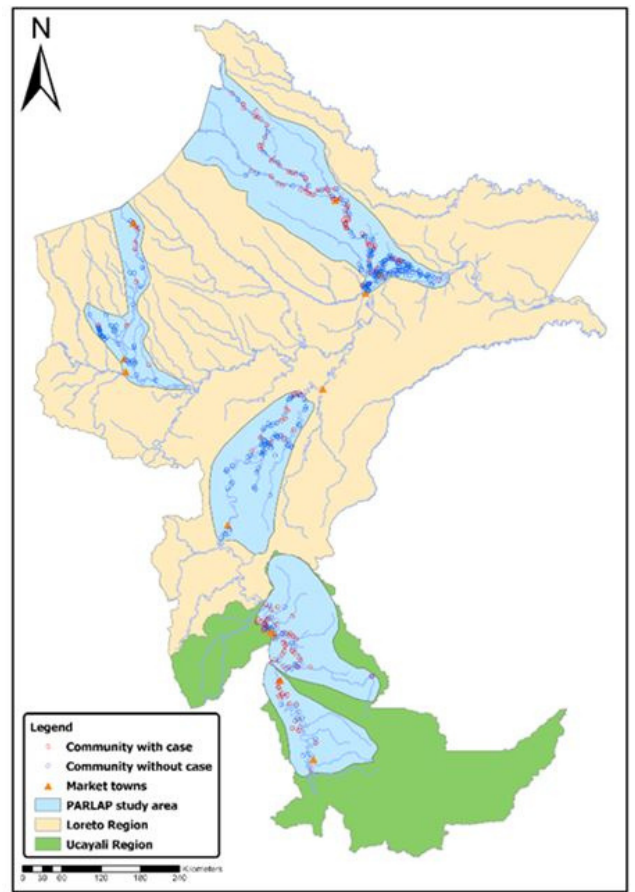 N
Legend
Community with case
Community without case
Market towns
PARLAP study area
Loreto Region
Ucayali Region
Kilometers
0 30 60 120 180 240